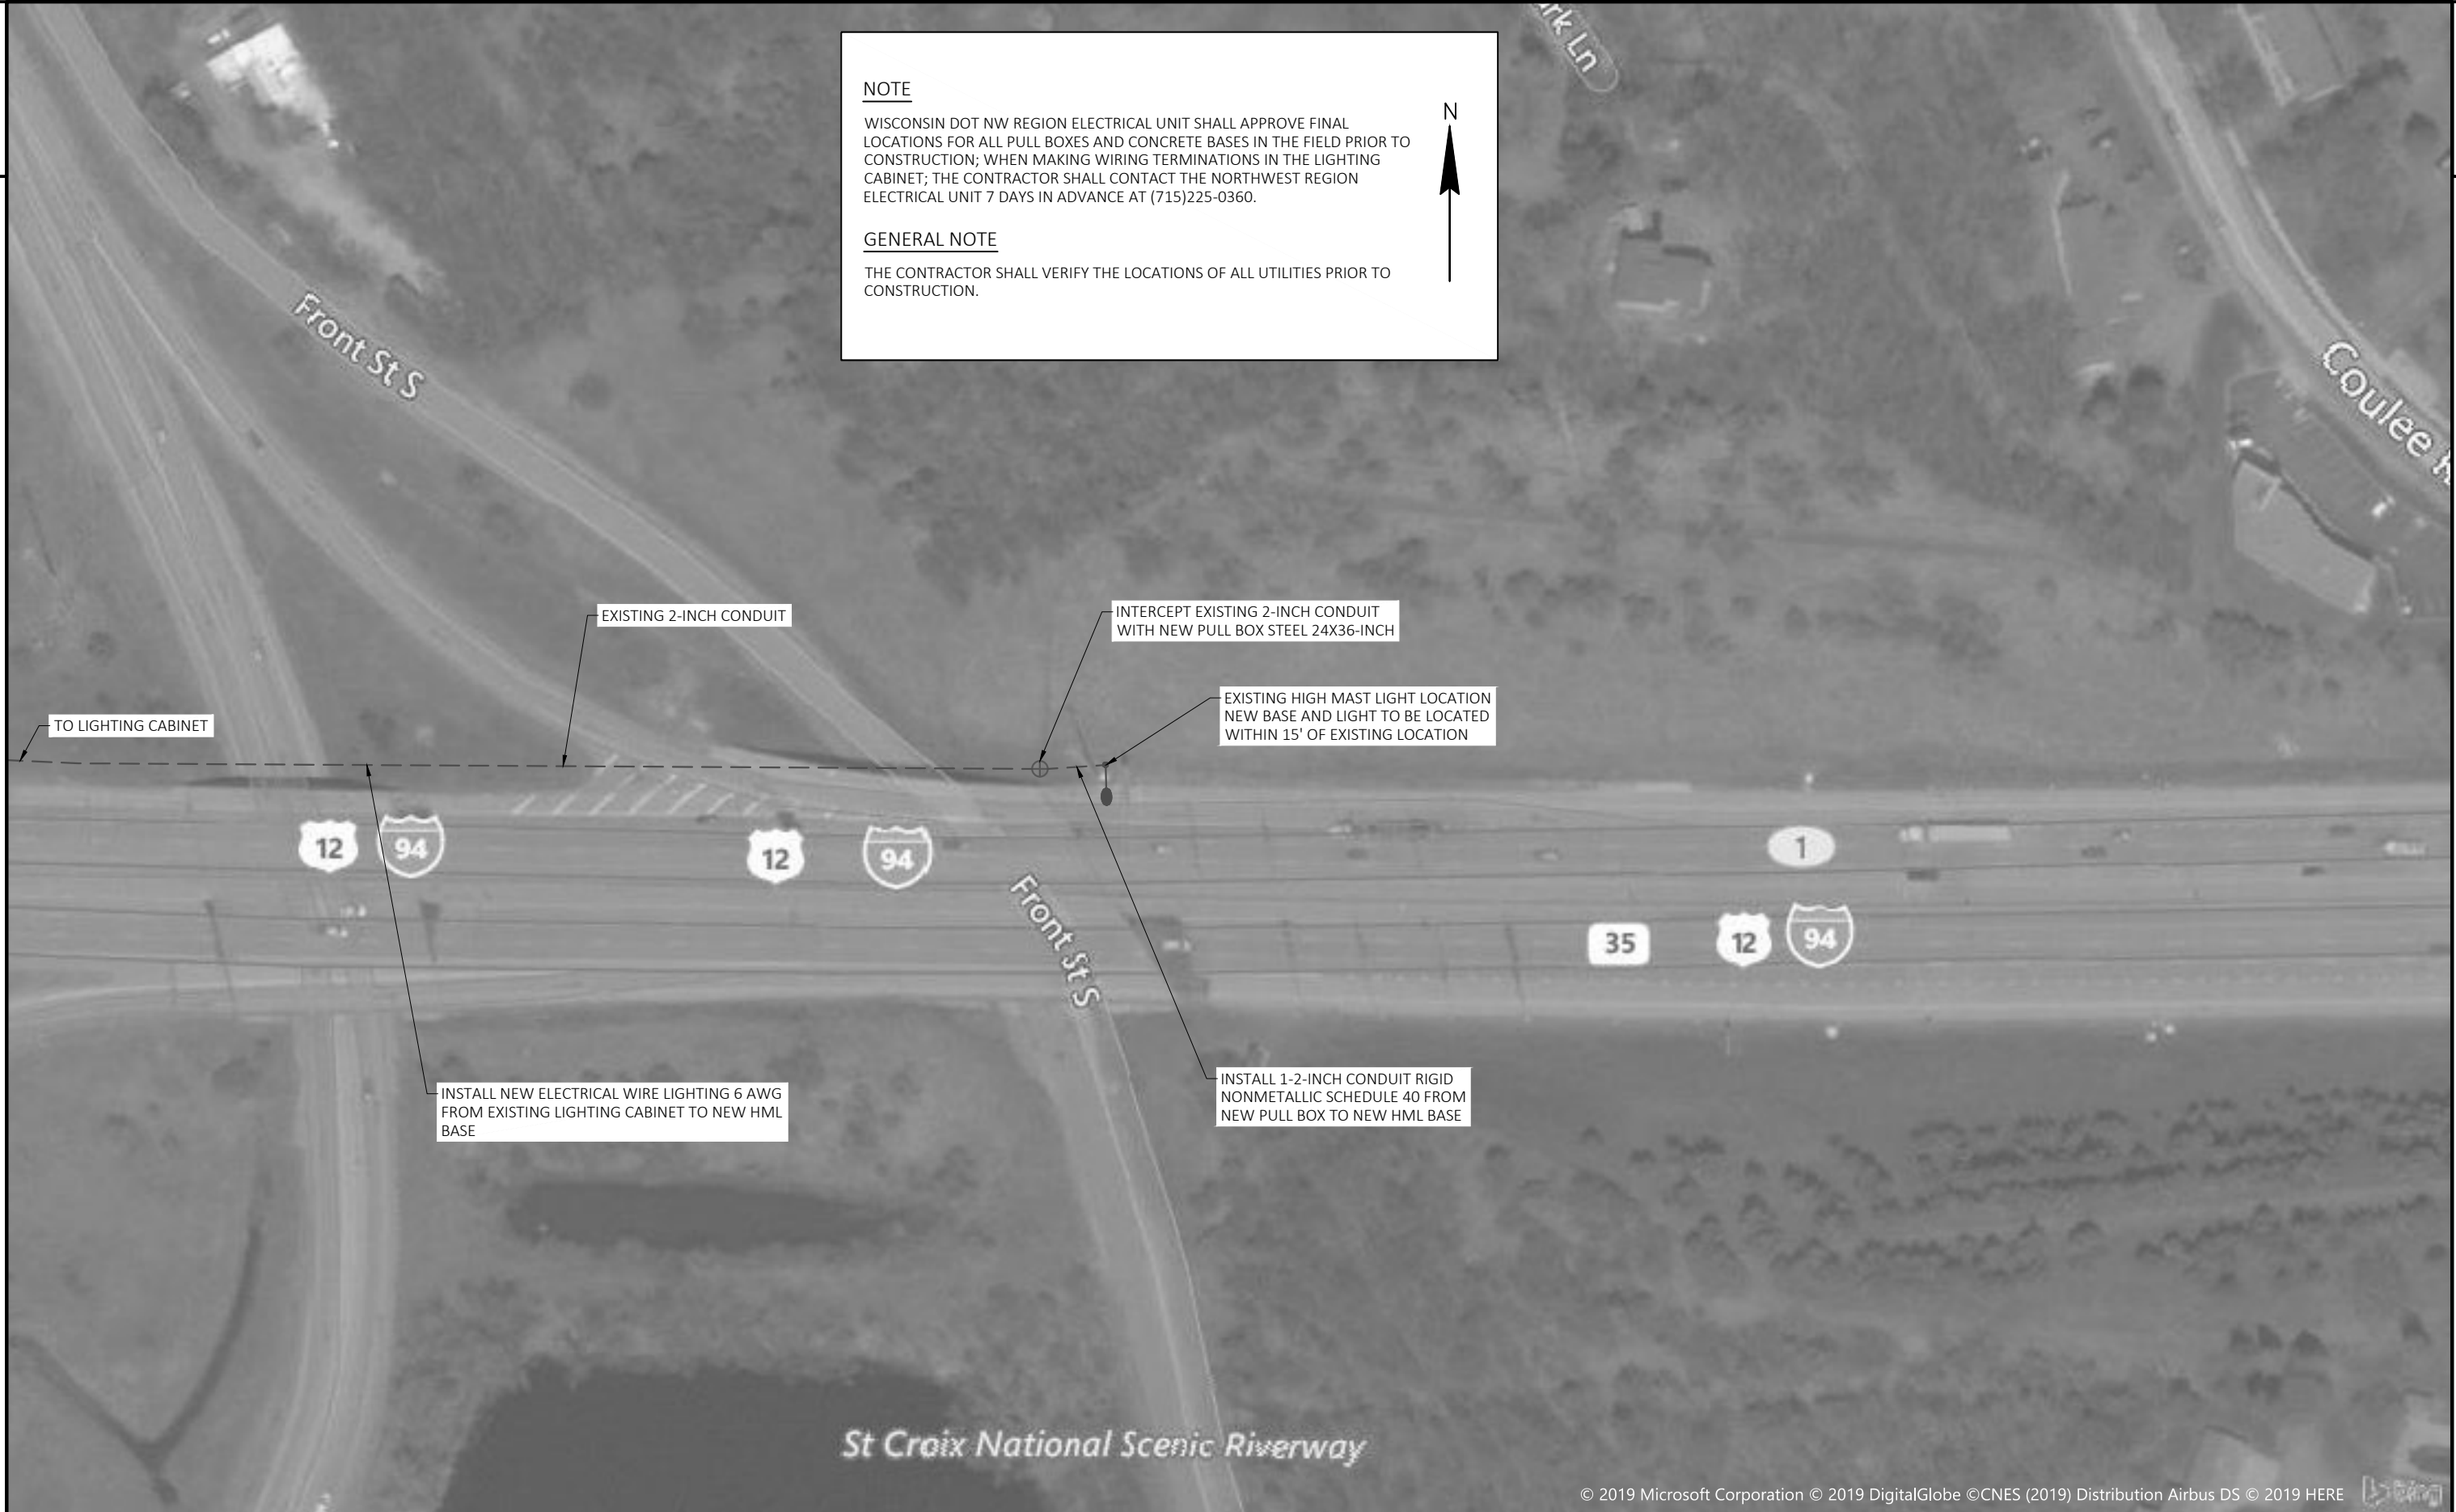 rk Ln
NOTE
WISCONSIN DOT NW REGION ELECTRICAL UNIT SHALL APPROVE FINAL
LOCATIONS FOR ALL PULL BOXES AND CONCRETE BASES IN THE FIELD PRIOR TO
CONSTRUCTION; WHEN MAKING WIRING TERMINATIONS IN THE LIGHTING
CABINET; THE CONTRACTOR SHALL CONTACT THE NORTHWEST REGION
ELECTRICAL UNIT 7 DAYS IN ADVANCE AT (715)225-0360.
N
GENERAL NOTE
THE CONTRACTOR SHALL VERIFY THE LOCATIONS OF ALL UTILITIES PRIOR TO
CONSTRUCTION.
Front St S
Coulee
EXISTING 2-INCH CONDUIT
INTERCEPT EXISTING 2-INCH CONDUIT
WITH NEW PULL BOX STEEL 24X36-INCH
EXISTING HIGH MAST LIGHT LOCATION
NEW BASE AND LIGHT TO BE LOCATED
WITHIN 15' OF EXISTING LOCATION
TO LIGHTING CABINET
12
94
12
94
1
Front St S
35
12
94
INSTALL NEW ELECTRICAL WIRE LIGHTING 6 AWG
FROM EXISTING LIGHTING CABINET TO NEW HML
BASE
INSTALL 1-2-INCH CONDUIT RIGID
NONMETALLIC SCHEDULE 40 FROM
NEW PULL BOX TO NEW HML BASE
St Croix National Scenic Riverway
© 2019 Microsoft Corporation © 2019 DigitalGlobe ©CNES (2019) Distribution Airbus DS © 2019 HERE